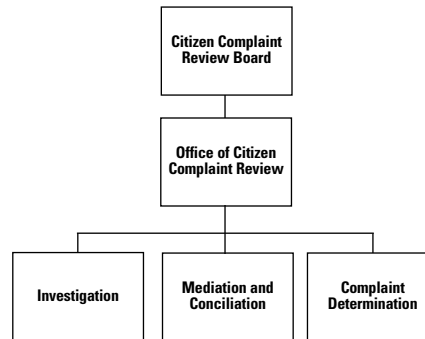 Citizen Complaint
Review Board
Office of Citizen
Complaint Review
Investigation
Mediation and
Conciliation
Complaint
Determination